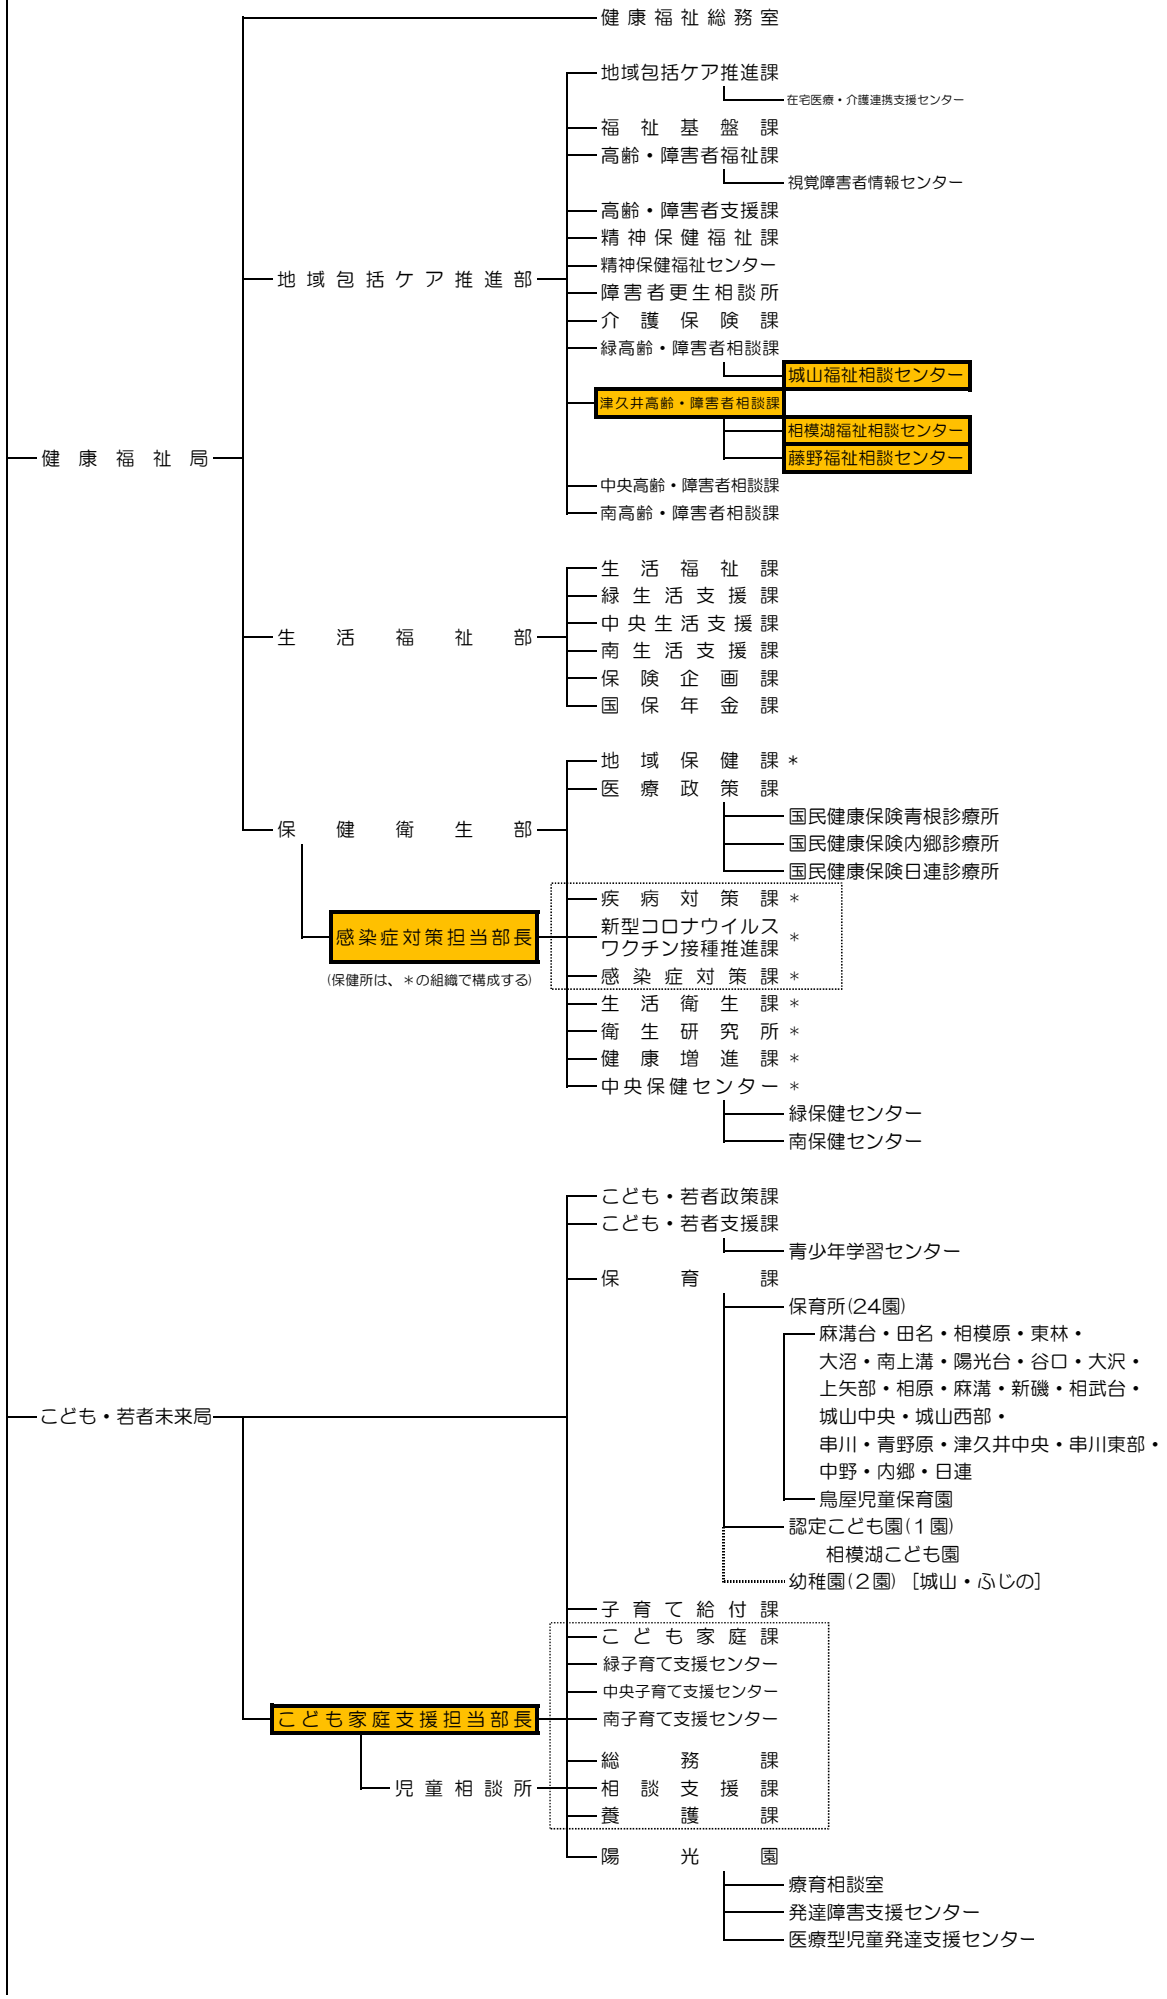 健康福祉総務室
地域包括ケア推進課
在宅医療・介護連携支援センター
福祉基盤課
高齢・障害者福祉課
視覚障害者情報センター
高齢・障害者支援課
精神保健福祉課
精神保健福祉センター
地域包括ケア推進部
障害者更生相談所
介護保険課
緑高齢・障害者相談課
城山福祉相談センター
津久井高齢・障害者相談課
相模湖福祉相談センター
健康福祉局
藤野福祉相談センター
中央高齢・障害者相談課
南高齢・障害者相談課
生活福祉課
緑生活支援課
中央生活支援課
生活福祉部
南生活支援課
保険企画課
国保年金課
地域保健課*
医療政策課
国民健康保険青根診療所
保健衛生部
国民健康保険内郷診療所
国民健康保険日連診療所
疾病対策課*
感染症対策担当部長
新型コロナウイルス
ワクチン接種推進課*
(保健所は、*の組織で構成する)
感染症対策課*
生活衛生課*
衛生研究所*
健康増進課*
中央保健センター*
緑保健センター
南保健センター
こども・若者政策課
こども・若者支援課
青少年学習センター
保育課
保育所(24園)
麻溝台・田名・相模原・東林・
大沼・南上溝・陽光台・谷口・大沢・
上矢部・相原・麻溝・新磯・相武台・
こども・若者未来局
城山中央・城山西部・
串川・青野原・津久井中央・串川東部・
中野・内郷・日連
鳥屋児童保育園
認定こども園(1園)
相模湖こども園
幼稚園(2園) [城山・ふじの]
子育て給付課
こども家庭課
緑子育て支援センター
中央子育て支援センター
こども家庭支援担当部長
南子育て支援センター
総務課
児童相談所
相談支援課
養護課
陽光園
療育相談室
発達障害支援センター
医療型児童発達支援センター